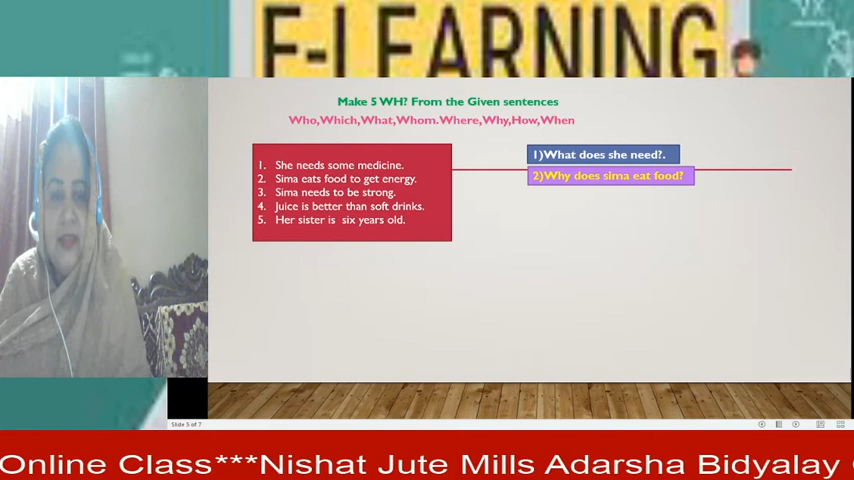 E-LEARNING
Make 5 WH? From the Given sentences
Who,Which,What,Whom.Where,Why,How,When
1. She needs some medicine.
2. Sima eats food to get energy.
3. Sima needs to be strong.
4. Juice is better than soft drinks.
5. Her sister is six years old.
1)What does she need?.
2)Why does sima eat food?
Slide 5 of 7
Online Class***Nishat Jute Mills Adarsha Bidyalay